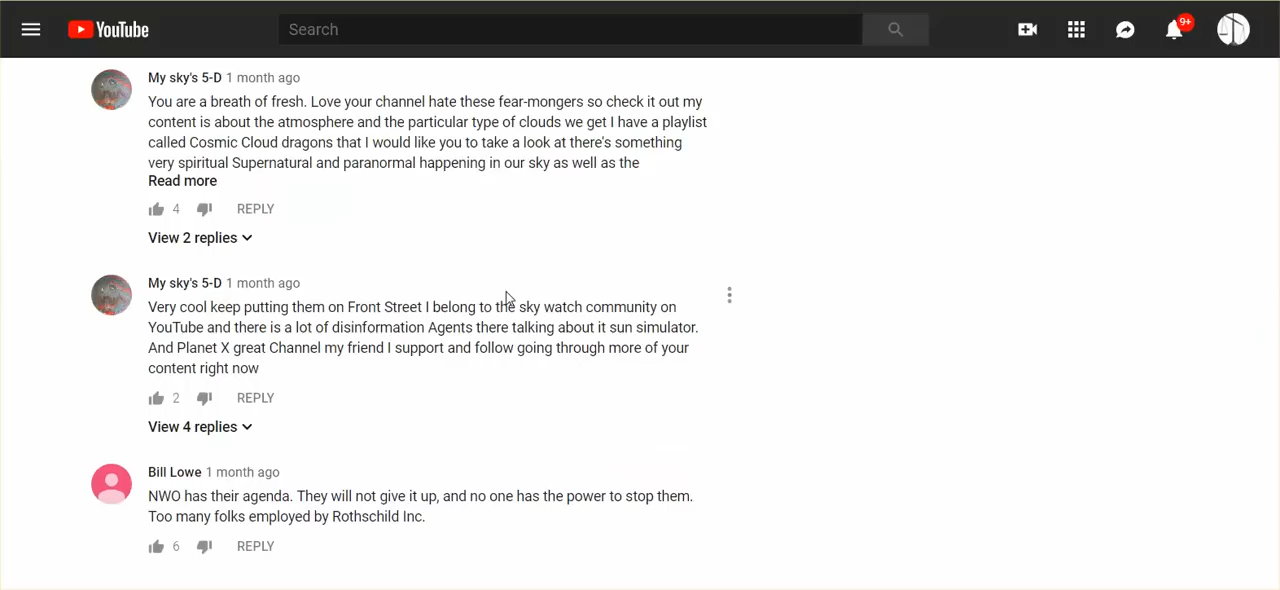 YouTube
Search
9+
My sky's 5-D 1 month ago
You are a breath of fresh. Love your channel hate these fear-mongers so check it out my
content is about the atmosphere and the particular type of clouds we get I have a playlist
called Cosmic Cloud dragons that I would like you to take a look at there's something
very spiritual Supernatural and paranormal happening in our sky as well as the
Read more
4 REPLY
View 2 replies
My sky's 5-D 1 month ago
Very cool keep putting them on Front Street I belong to the sky watch community on
YouTube and there is a lot of disinformation Agents there talking about it sun simulator.
And Planet X great Channel my friend I support and follow going through more of your
content right now
2 REPLY
View 4 replies
Bill Lowe 1 month ago
NWO has their agenda. They will not give it up, and no one has the power to stop them.
Too many folks employed by Rothschild Inc.
6 REPLY